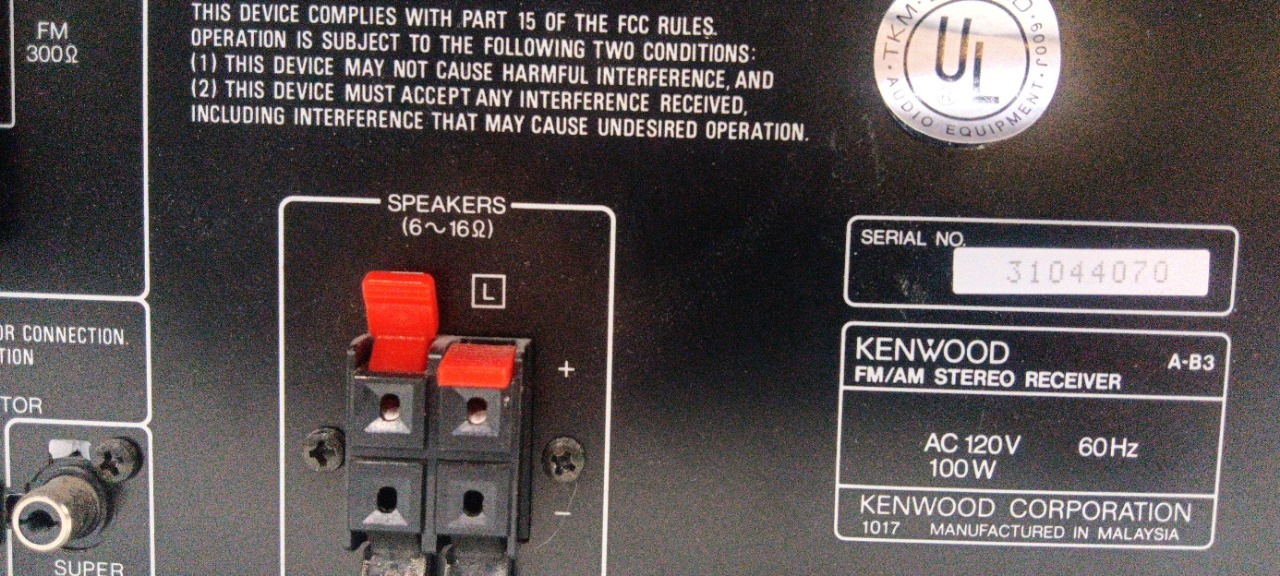 FM
300Ω
THIS DEVICE COMPLIES WITH PART 15 OF THE FCC RULES.
OPERATION IS SUBJECT TO THE FOLLOWING TWO CONDITIONS:
(1) THIS DEVICE MAY NOT CAUSE HARMFUL INTERFERENCE, AND
(2) THIS DEVICE MUST ACCEPT ANY INTERFERENCE RECEIVED,
INCLUDING INTERFERENCE THAT MAY CAUSE UNDESIRED OPERATION.
UL
TKM
J009
AUDIO EQUIPMENT
SPEAKERS
(6~16Ω)
L
+
−
OR CONNECTION.
TION
TOR
SUPER
SERIAL NO.
31044070
KENWOOD A-B3
FM/AM STEREO RECEIVER
AC 120V 60Hz
100W
KENWOOD CORPORATION
1017 MANUFACTURED IN MALAYSIA